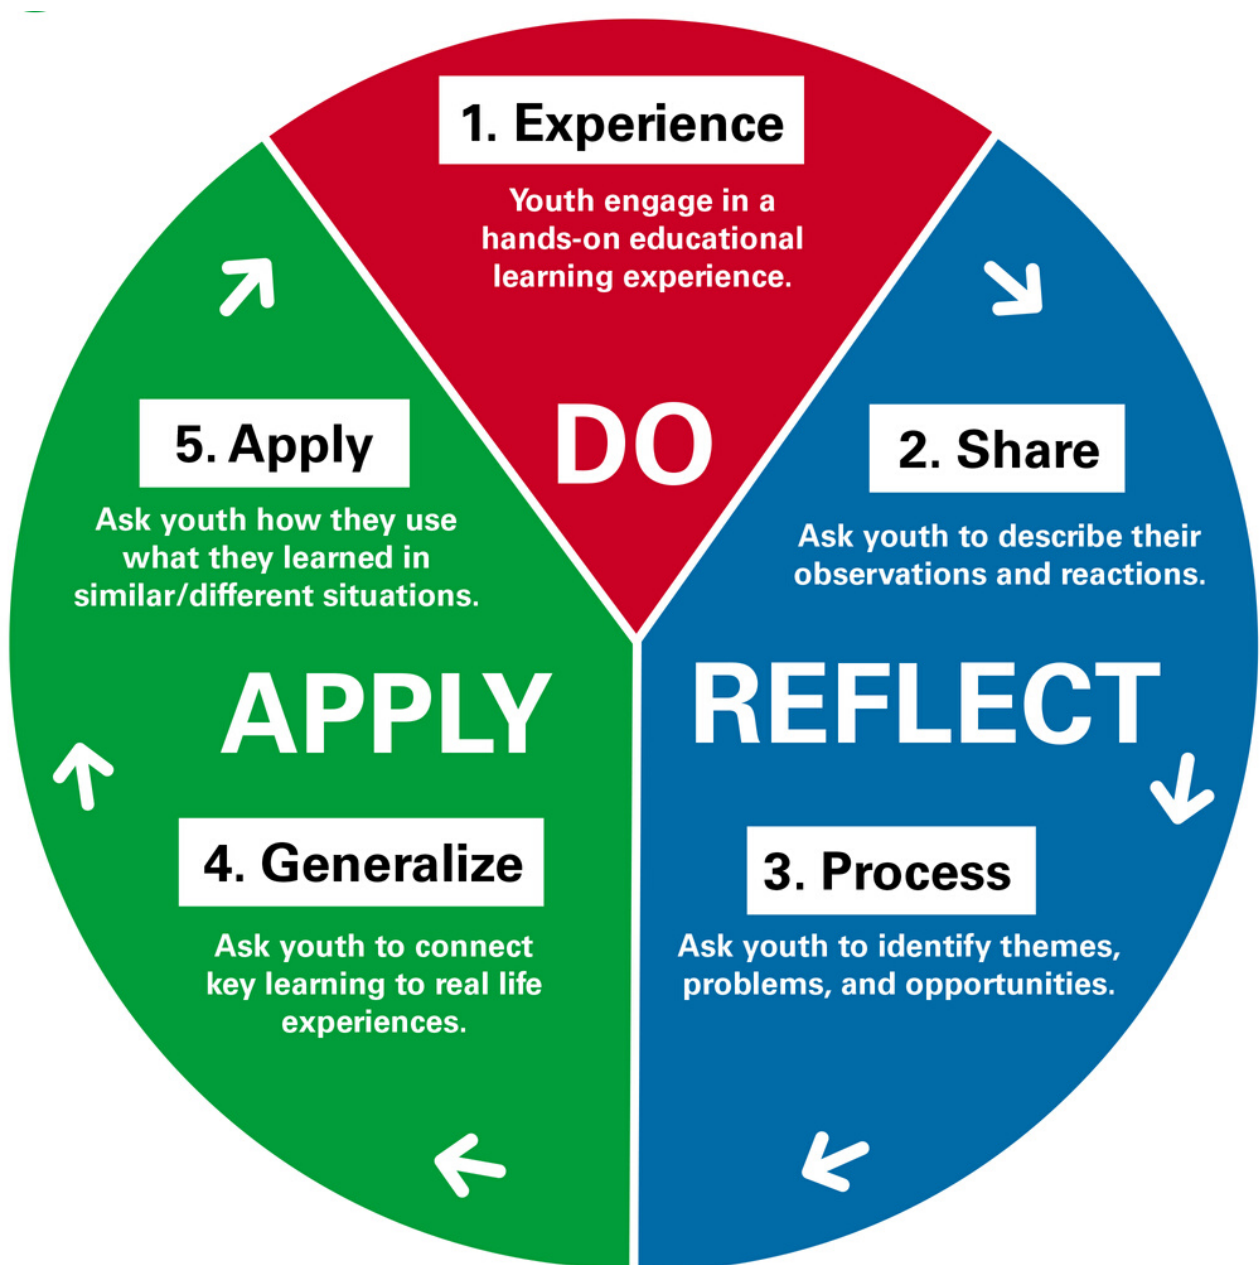 1. Experience
Youth engage in a
hands-on educational
learning experience.
DO
2. Share
Ask youth to describe their
observations and reactions.
REFLECT
3. Process
Ask youth to identify themes,
problems, and opportunities.
4. Generalize
Ask youth to connect
key learning to real life
experiences.
APPLY
5. Apply
Ask youth how they use
what they learned in
similar/different situations.